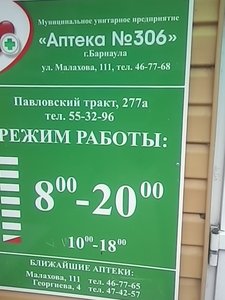 Муниципальное унитарное предприятие
«Аптека №306»
г.Барнаула
ул. Малахова, 111, тел. 46-77-68
Павловский тракт, 277а
тел. 55-32-96
РЕЖИМ РАБОТЫ:
8⁰⁰-20⁰⁰
10⁰⁰-18⁰⁰
БЛИЖАЙШИЕ АПТЕКИ:
Малахова, 111 тел. 46-77-65
Георгиева, 4 тел. 47-42-57